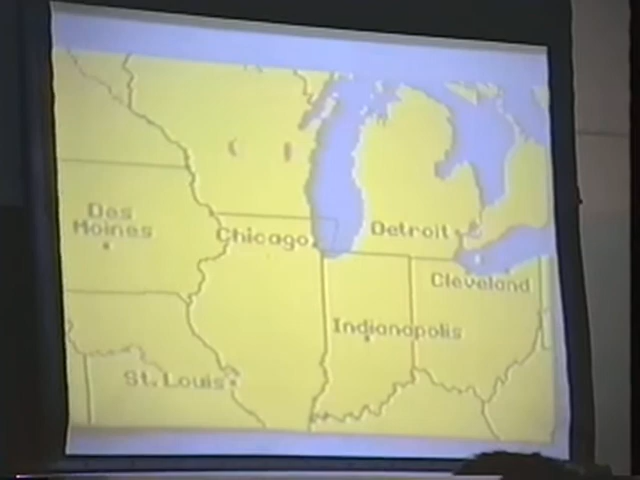 Des
Moines
Chicago
Detroit
Cleveland
Indianapolis
St. Louis